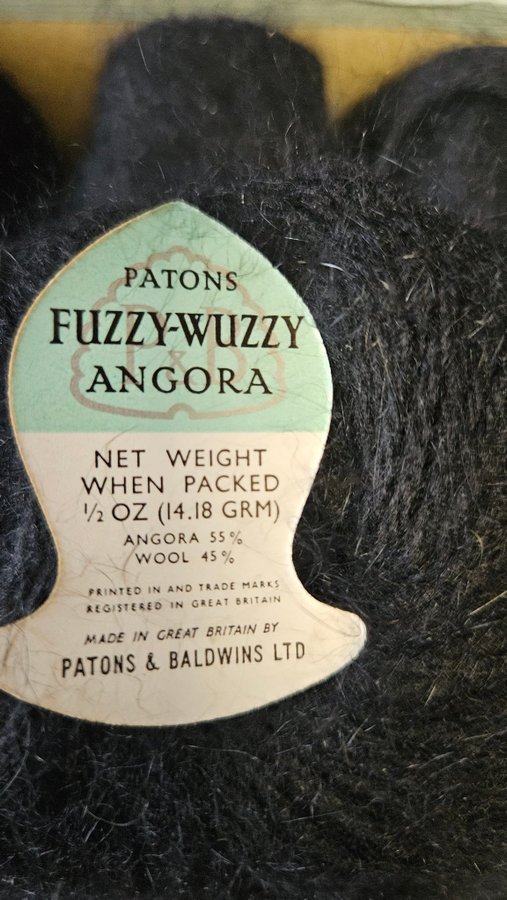 PATONS
FUZZY-WUZZY
ANGORA
P&B
NET WEIGHT
WHEN PACKED
½ OZ (14.18 GRM)
ANGORA 55%
WOOL 45%
PRINTED IN AND TRADE MARKS
REGISTERED IN GREAT BRITAIN
MADE IN GREAT BRITAIN BY
PATONS & BALDWINS LTD